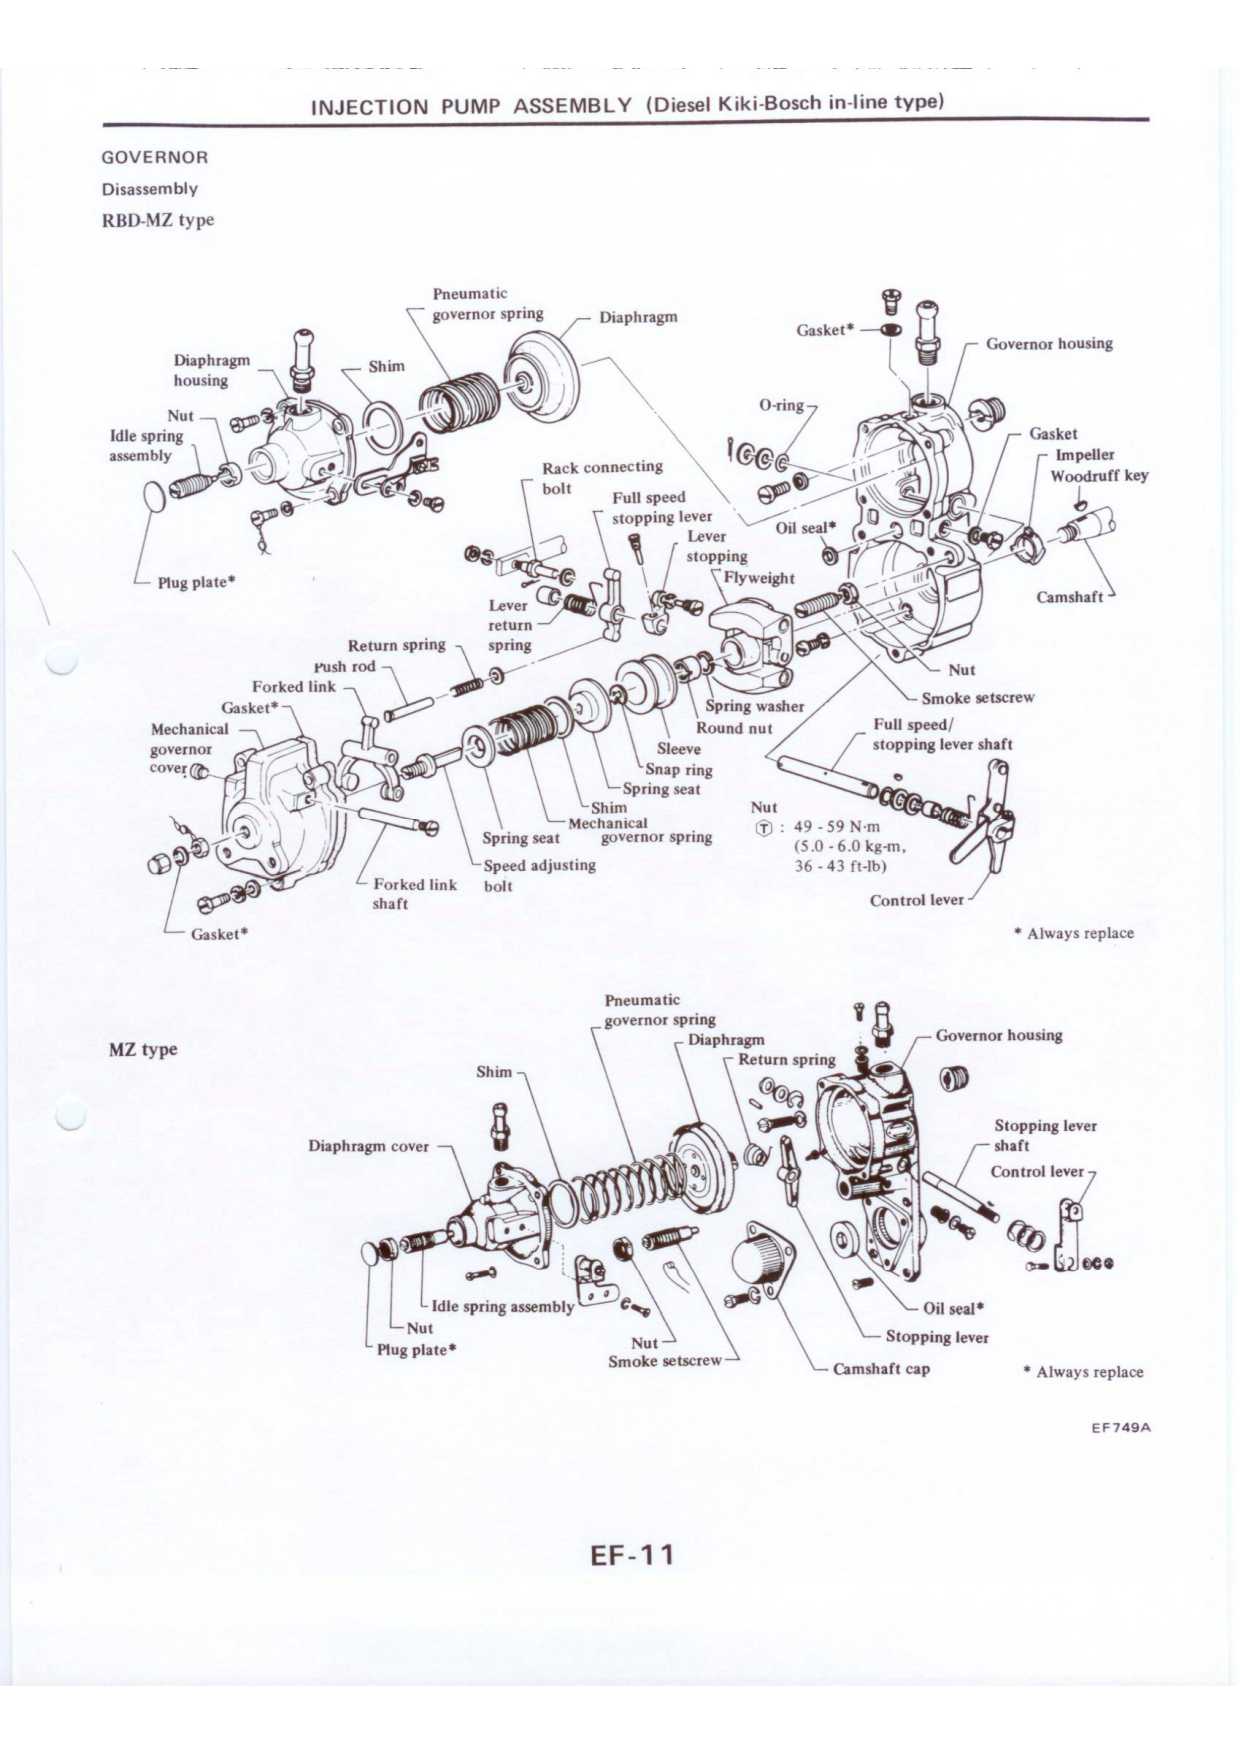 INJECTION PUMP ASSEMBLY (Diesel Kiki-Bosch in-line type)
GOVERNOR
Disassembly
RBD-MZ type
Pneumatic
governor spring
Diaphragm
Gasket*
Governor housing
Diaphragm
housing
Shim
O-ring
Nut
Idle spring
assembly
Gasket
Impeller
Woodruff key
Rack connecting
bolt
Full speed
stopping lever
Lever
stopping
Oil seal*
Flyweight
Plug plate*
Camshaft
Lever
return
spring
Return spring
Push rod
Forked link
Gasket*
Mechanical
governor
cover
Nut
Smoke setscrew
Spring washer
Round nut
Full speed/
stopping lever shaft
Sleeve
Snap ring
Spring seat
Shim
Mechanical
governor spring
Spring seat
Speed adjusting
bolt
Nut
T : 49 - 59 N·m
(5.0 - 6.0 kg-m,
36 - 43 ft-lb)
Forked link
shaft
Control lever
Gasket*
* Always replace
MZ type
Pneumatic
governor spring
Diaphragm
Return spring
Governor housing
Shim
Stopping lever
shaft
Control lever
Diaphragm cover
Idle spring assembly
Nut
Plug plate*
Nut
Smoke setscrew
Oil seal*
Stopping lever
Camshaft cap
* Always replace
EF749A
EF-11